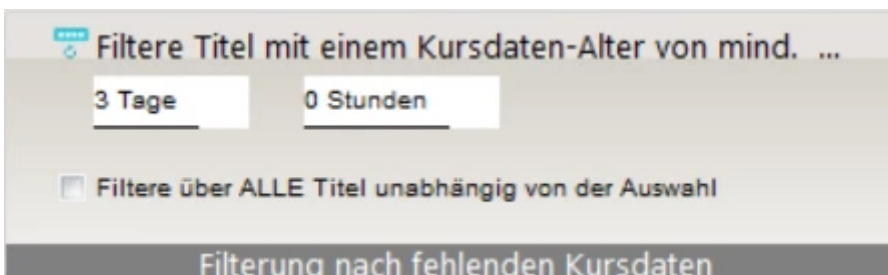 Filtere Titel mit einem Kursdaten-Alter von mind. ...
3 Tage 0 Stunden
Filtere über ALLE Titel unabhängig von der Auswahl
Filterung nach fehlenden Kursdaten